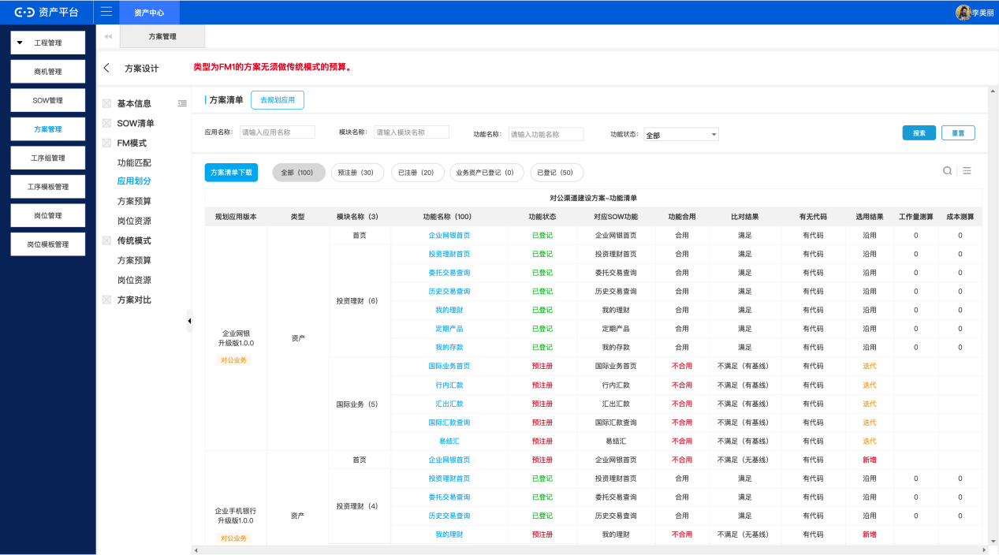 资产平台
资产中心
李美丽
工程管理
商机管理
SOW管理
方案管理
工序组管理
工序模板管理
岗位管理
岗位模板管理
方案管理
方案设计
类型为FM1的方案无须做传统模式的预算。
基本信息
SOW清单
FM模式
功能匹配
应用划分
方案预算
岗位资源
传统模式
方案预算
岗位资源
方案对比
方案清单 去规划应用
应用名称: 请输入应用名称 模块名称: 请输入模块名称 功能名称: 请输入功能名称 功能状态: 全部 搜索 重置
方案清单下载 全部（100） 预注册（30） 已注册（20） 业务资产已登记（0） 已登记（50）
对公渠道建设方案–功能清单
规划应用版本 类型 模块名称（3） 功能名称（100） 功能状态 对应SOW功能 功能合用 比对结果 有无代码 选用结果 工作量测算 成本测算
首页 企业网银首页 已登记 企业网银首页 合用 满足 有代码 沿用 0 0
投资理财首页 已登记 投资理财首页 合用 满足 有代码 沿用 0 0
委托交易查询 已登记 委托交易查询 合用 满足 有代码 沿用 0 0
历史交易查询 已登记 历史交易查询 合用 满足 有代码 沿用 0 0
投资理财（6）
我的理财 已登记 我的理财 合用 满足 有代码 沿用 0 0
定期产品 已登记 定期产品 合用 满足 有代码 沿用 0 0
企业网银
升级版1.0.0
对公业务
资产
我的存款 已登记 我的存款 合用 满足 有代码 沿用 0 0
国际业务首页 预注册 国际业务首页 不合用 不满足（有基线） 有代码 迭代
行内汇款 预注册 行内汇款 不合用 不满足（有基线） 有代码 迭代
国际业务（5） 汇出汇款 预注册 汇出汇款 不合用 不满足（有基线） 有代码 迭代
国际汇款查询 预注册 国际汇款查询 不合用 不满足（有基线） 有代码 迭代
易结汇 预注册 易结汇 不合用 不满足（有基线） 有代码 迭代
首页 企业网银首页 预注册 企业网银首页 不合用 不满足（无基线） 有代码 新增
投资理财首页 已登记 投资理财首页 合用 满足 有代码 沿用 0 0
委托交易查询 已登记 委托交易查询 合用 满足 有代码 沿用 0 0
投资理财（4）
企业手机银行
升级版1.0.0
对公业务
资产
历史交易查询 已登记 历史交易查询 合用 满足 有代码 沿用 0 0
我的理财 预注册 我的理财 不合用 不满足（无基线） 有代码 新增